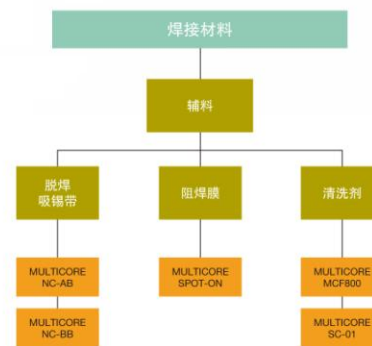 焊接材料
辅料
脱焊
吸锡带
阻焊膜
清洗剂
MULTICORE
NC-AB
MULTICORE
SPOT-ON
MULTICORE
MCF800
MULTICORE
NC-BB
MULTICORE
SC-01